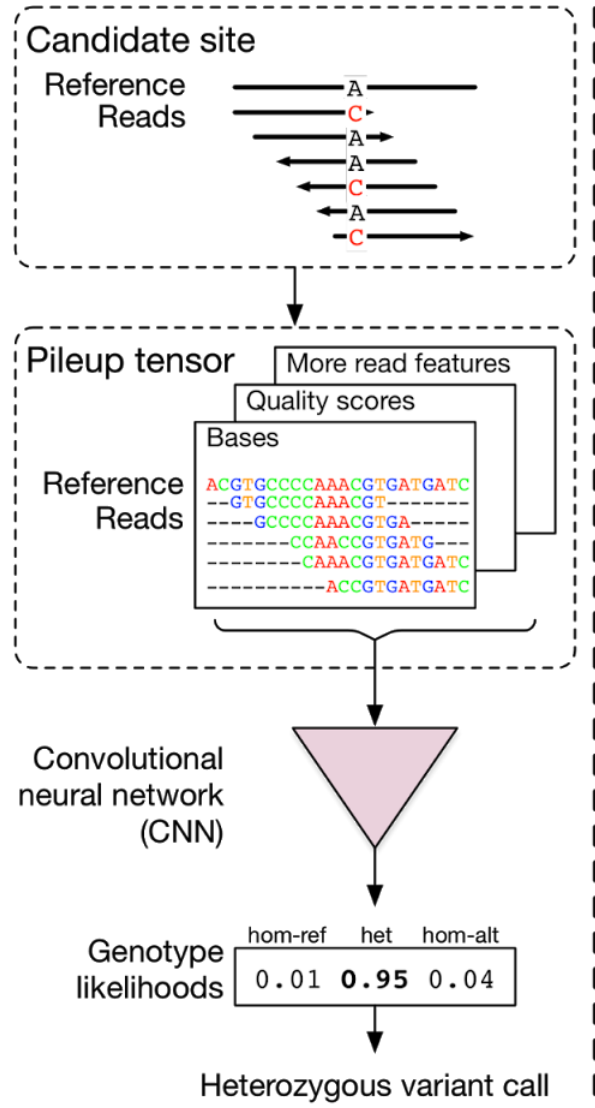 Candidate site
Reference
Reads
A
C
A
A
C
A
C
Pileup tensor
More read features
Quality scores
Bases
Reference
Reads
ACGTGCCCCAAACGTGATGATC
--GTGCCCCAAACGT-------
----GCCCCAAACGTGA-----
-------CCAACCGTGATG---
--------CAAACGTGATGATC
----------ACCGTGATGATC
Convolutional
neural network
(CNN)
hom-ref het hom-alt
Genotype
likelihoods
0.01 0.95 0.04
Heterozygous variant call